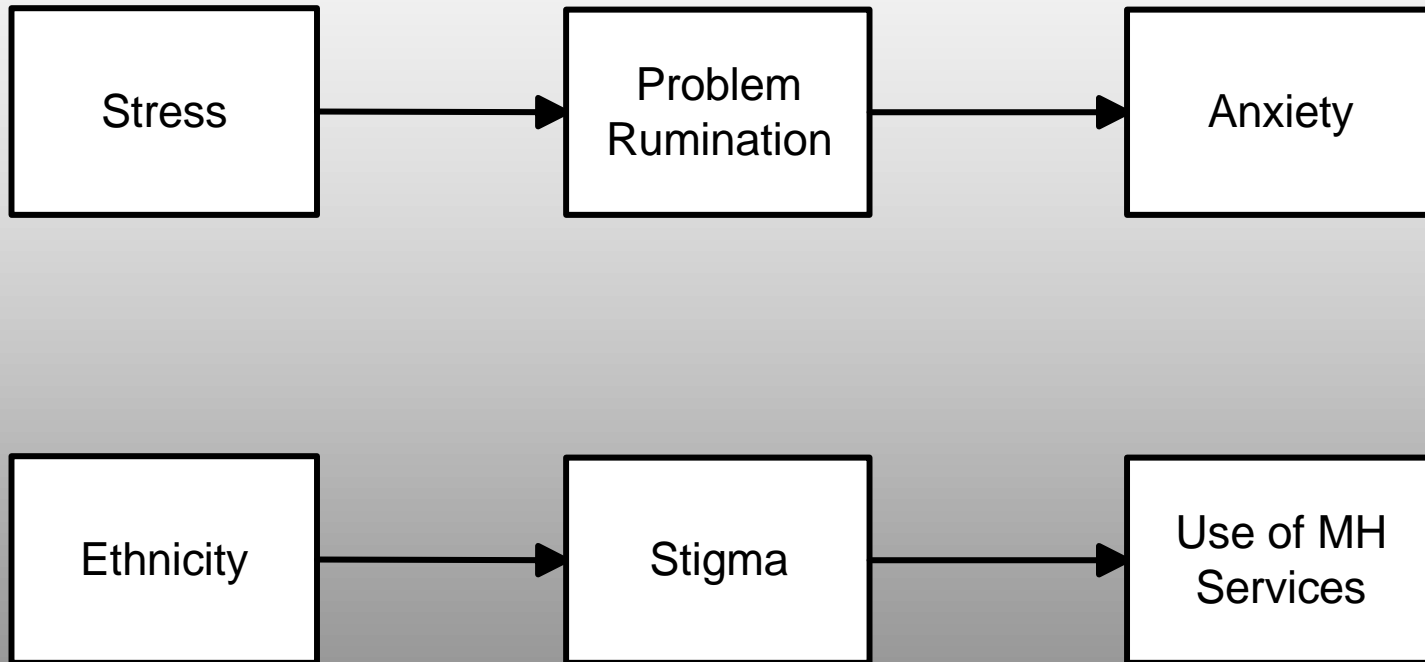 Stress
Problem
Rumination
Anxiety
Ethnicity
Stigma
Use of MH
Services